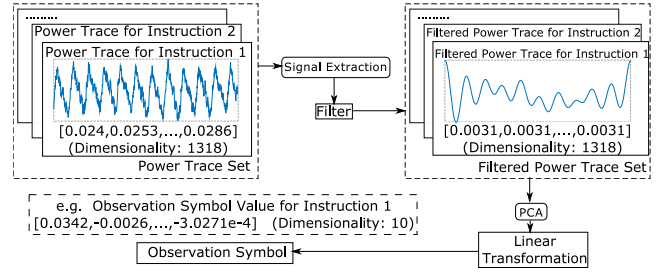 .........
Power Trace for Instruction 2
Power Trace for Instruction 1
[0.024,0.0253,...,0.0286]
(Dimensionality: 1318)
Power Trace Set
Signal Extraction
Filter
.........
Filtered Power Trace for Instruction 2
Filtered Power Trace for Instruction 1
[0.0031,0.0031,...,0.0031]
(Dimensionality: 1318)
Filtered Power Trace Set
PCA
Linear
Transformation
e.g. Observation Symbol Value for Instruction 1
[0.0342,-0.0026,...,-3.0271e-4] (Dimensionality: 10)
Observation Symbol